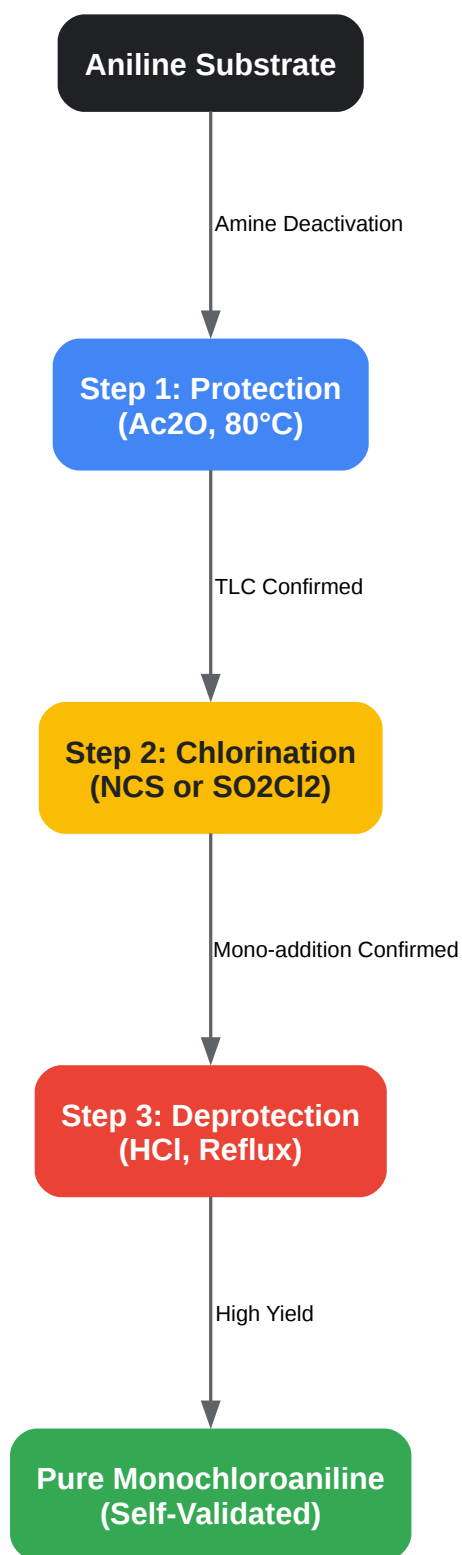 Aniline Substrate
Amine Deactivation
Step 1: Protection
(Ac2O, 80°C)
TLC Confirmed
Step 2: Chlorination
(NCS or SO2Cl2)
Mono-addition Confirmed
Step 3: Deprotection
(HCl, Reflux)
High Yield
Pure Monochloroaniline
(Self-Validated)